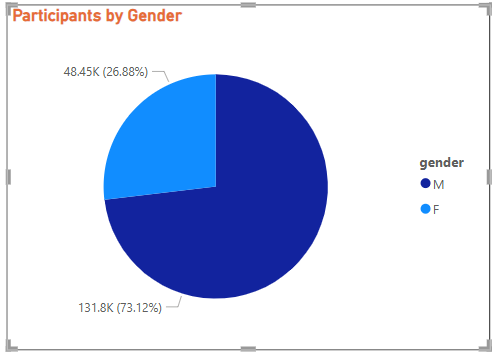 Participants by Gender
48.45K (26.88%)
gender
M
F
131.8K (73.12%)